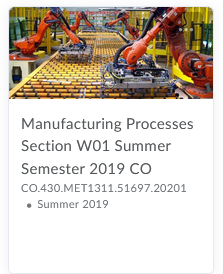 Manufacturing Processes
Section W01 Summer
Semester 2019 CO
CO.430.MET1311.51697.20201
• Summer 2019